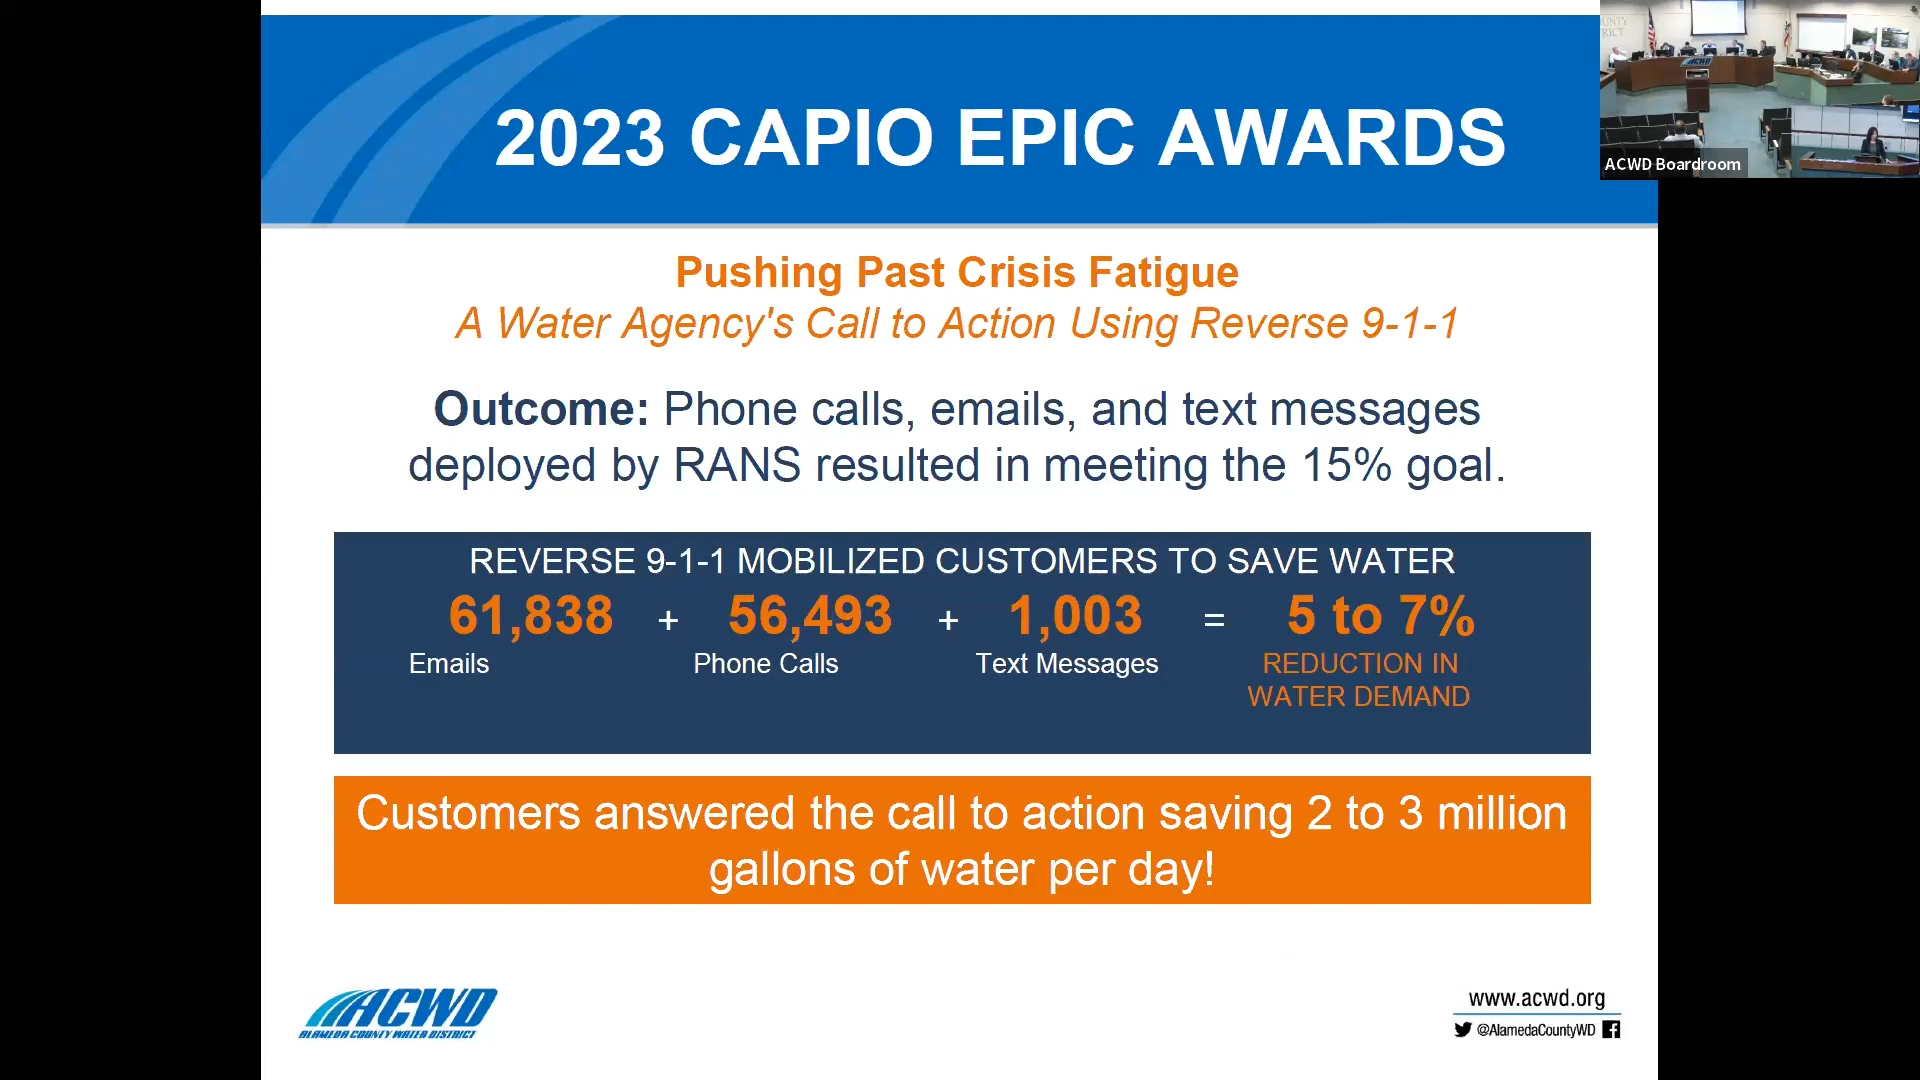 2023 CAPIO EPIC AWARDS
ACWD Boardroom
Pushing Past Crisis Fatigue
A Water Agency's Call to Action Using Reverse 9-1-1
Outcome: Phone calls, emails, and text messages
deployed by RANS resulted in meeting the 15% goal.
REVERSE 9-1-1 MOBILIZED CUSTOMERS TO SAVE WATER
61,838 + 56,493 + 1,003 = 5 to 7%
Emails Phone Calls Text Messages REDUCTION IN
WATER DEMAND
Customers answered the call to action saving 2 to 3 million
gallons of water per day!
ACWD
ALAMEDA COUNTY WATER DISTRICT
www.acwd.org
@AlamedaCountyWD